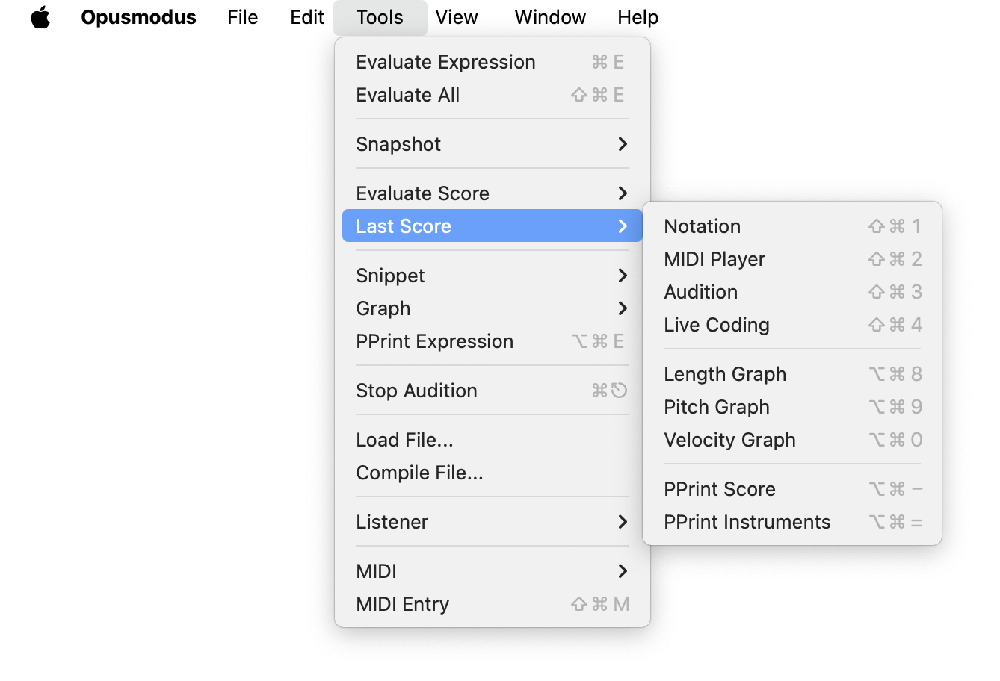 Opusmodus File Edit Tools View Window Help
Evaluate Expression ⌘ E
Evaluate All ⇧ ⌘ E
Snapshot
Evaluate Score
Last Score
Notation ⇧ ⌘ 1
MIDI Player ⇧ ⌘ 2
Audition ⇧ ⌘ 3
Live Coding ⇧ ⌘ 4
Length Graph ⌥ ⌘ 8
Pitch Graph ⌥ ⌘ 9
Velocity Graph ⌥ ⌘ 0
PPrint Score ⌥ ⌘ −
PPrint Instruments ⌥ ⌘ =
Snippet
Graph
PPrint Expression ⌥ ⌘ E
Stop Audition ⌘ ⎋
Load File...
Compile File...
Listener
MIDI
MIDI Entry ⇧ ⌘ M